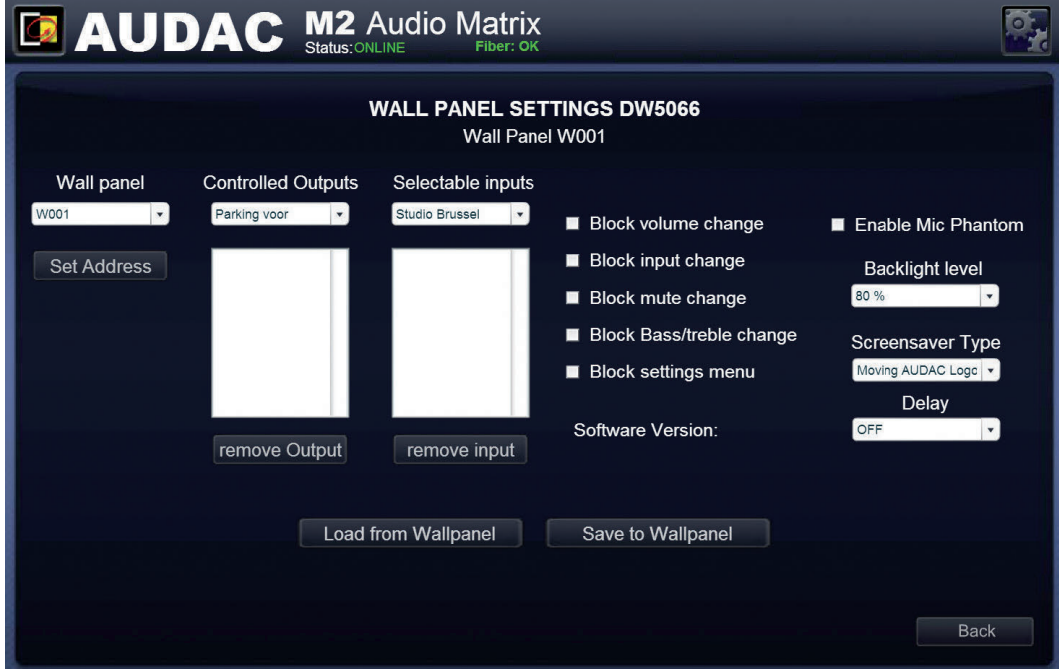 AUDAC M2 Audio Matrix
Status:ONLINE Fiber: OK
WALL PANEL SETTINGS DW5066
Wall Panel W001
Wall panel Controlled Outputs Selectable inputs
W001 Parking voor Studio Brussel
Set Address
remove Output remove input
Block volume change
Block input change
Block mute change
Block Bass/treble change
Block settings menu
Software Version:
Enable Mic Phantom
Backlight level
80 %
Screensaver Type
Moving AUDAC Logo
Delay
OFF
Load from Wallpanel Save to Wallpanel
Back